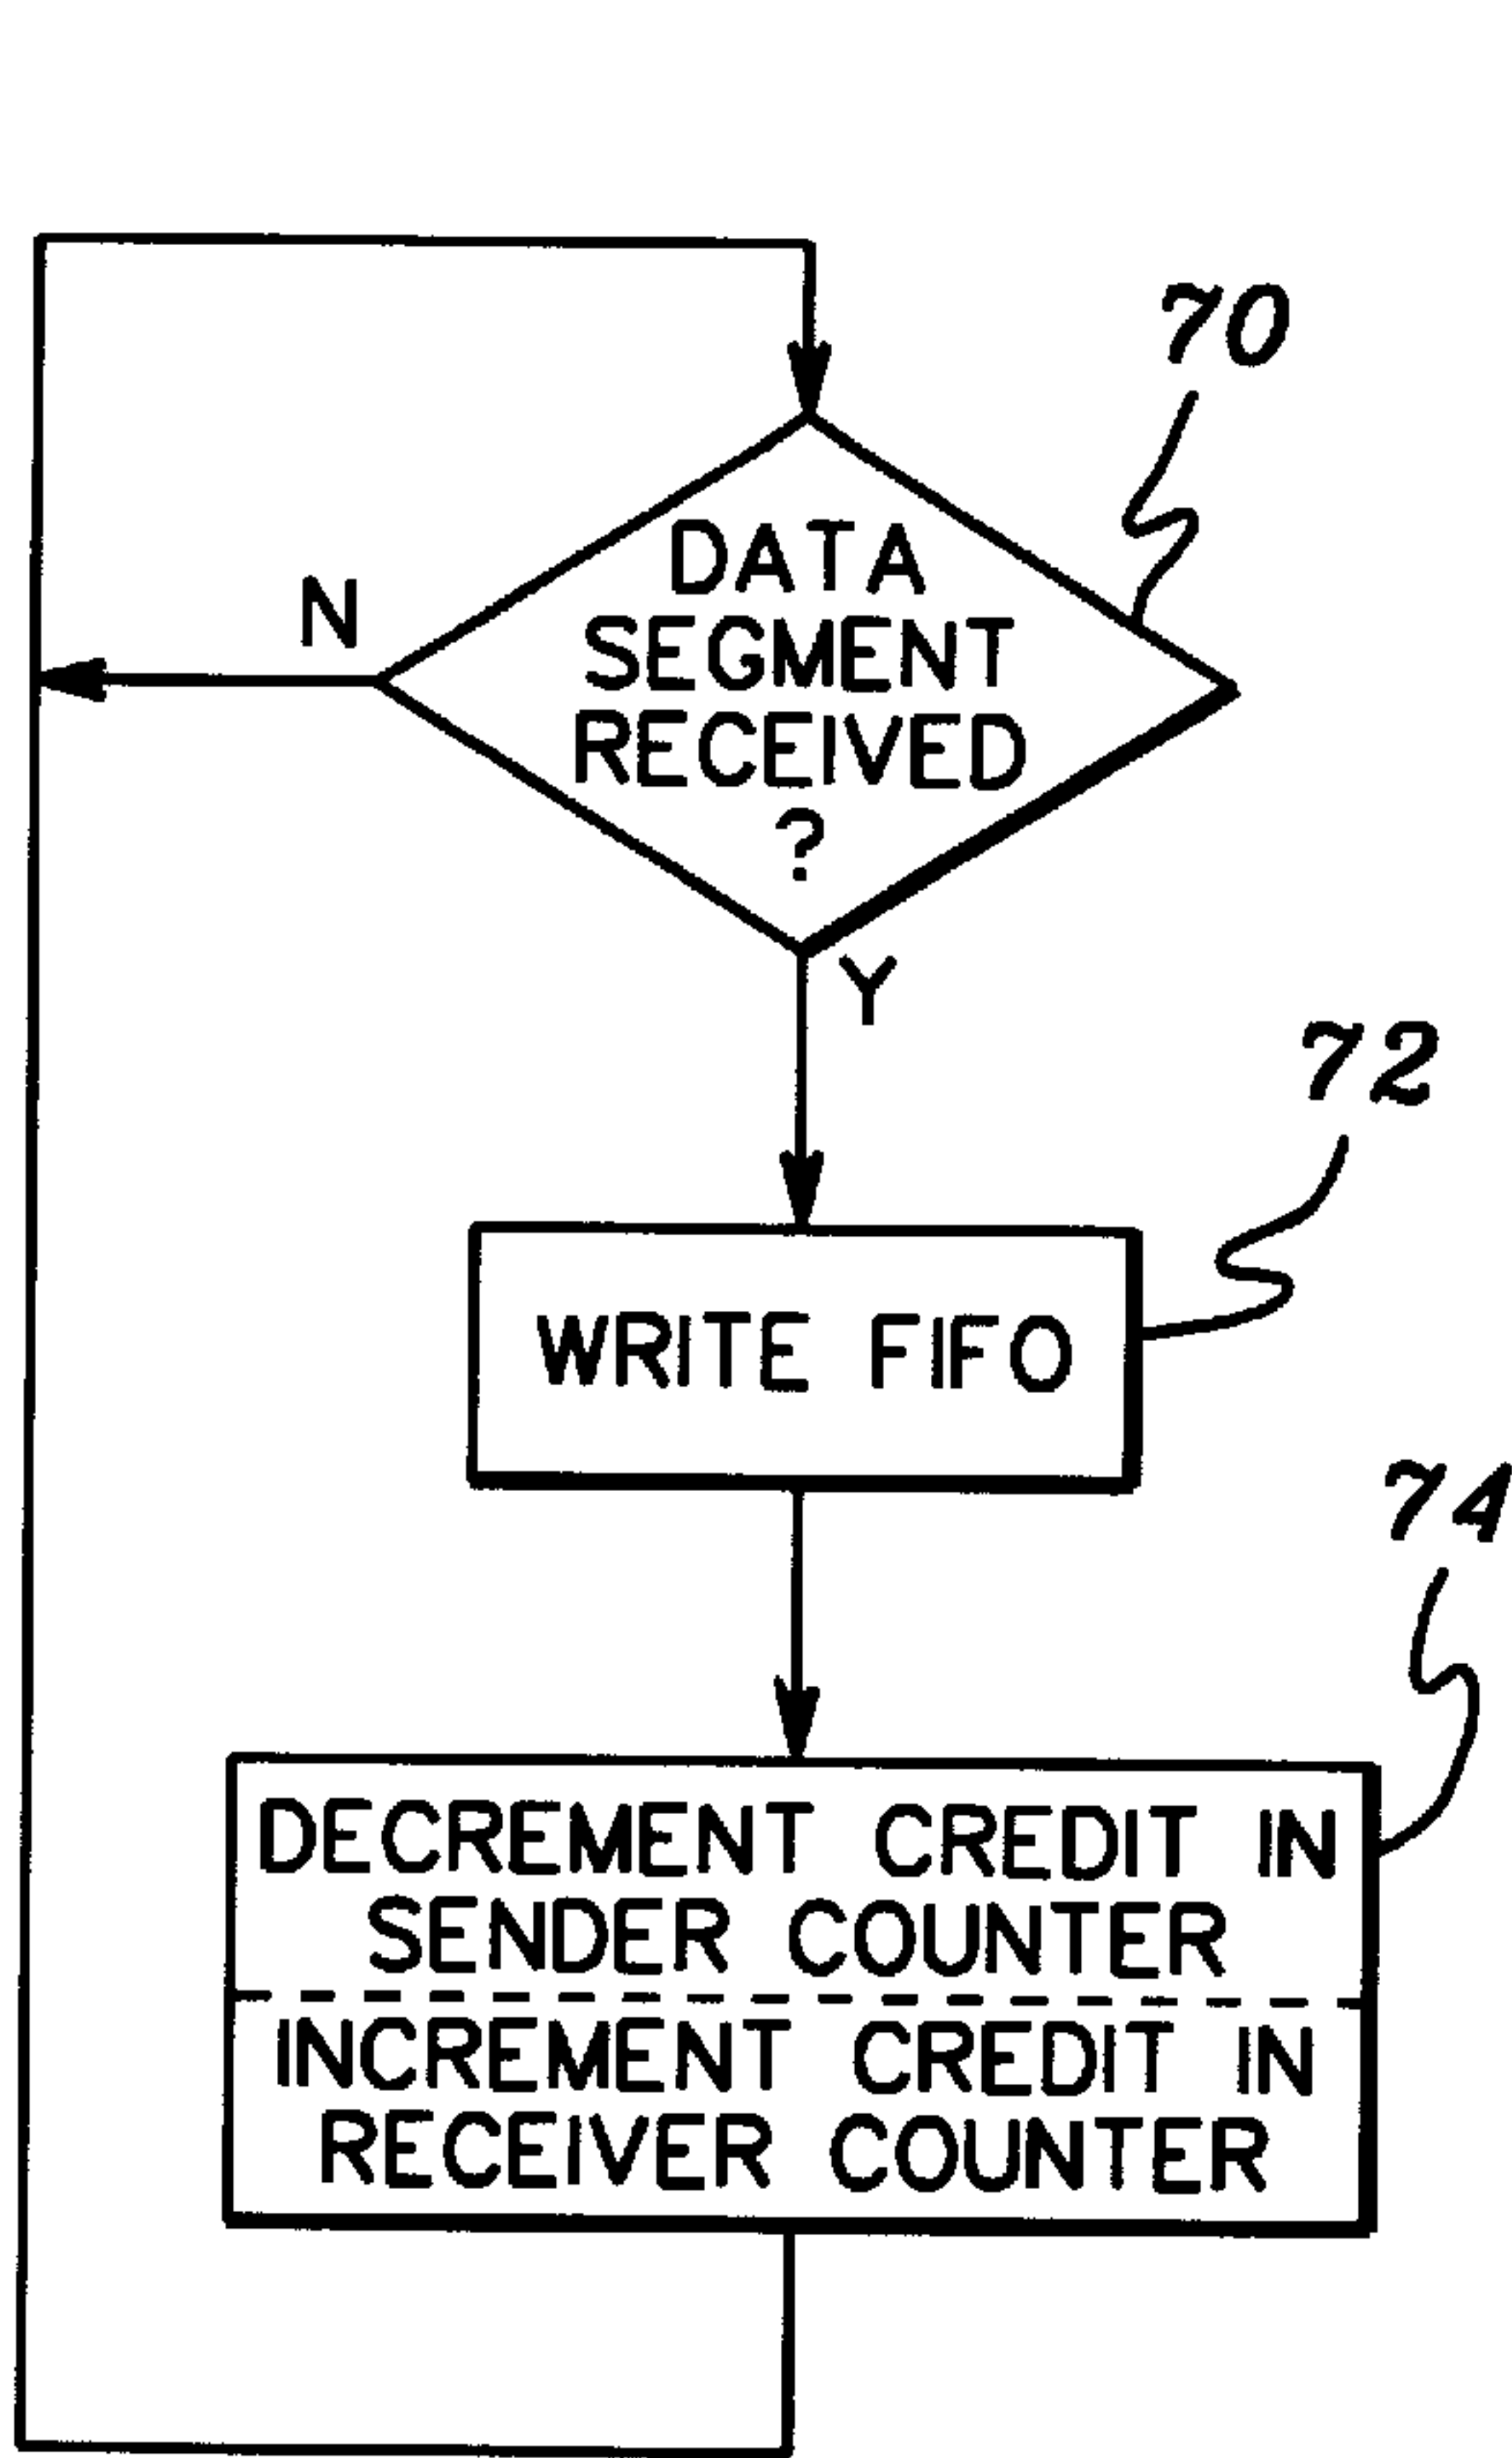 70
DATA
SEGMENT
RECEIVED
?
N
Y
72
WRITE FIFO
74
DECREMENT CREDIT IN
SENDER COUNTER
INCREMENT CREDIT IN
RECEIVER COUNTER